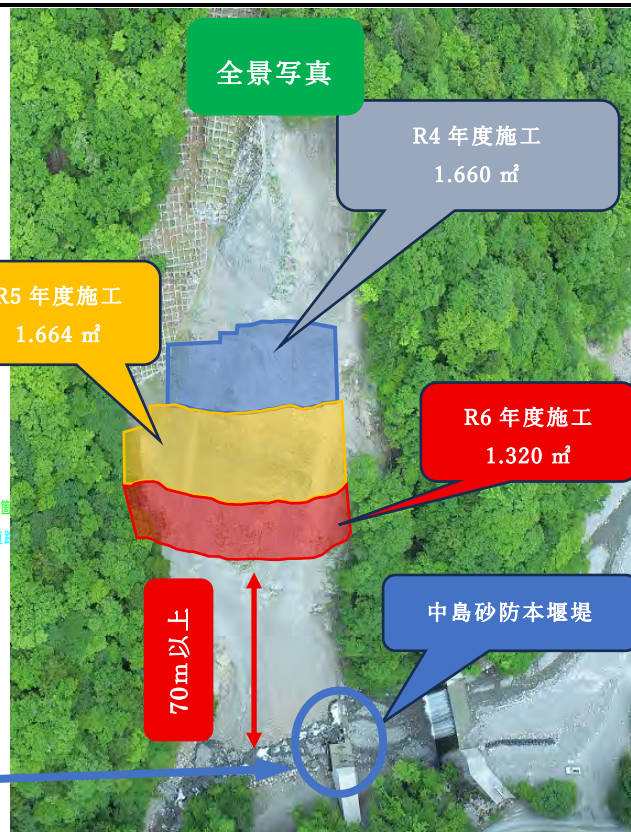 全景写真
R4 年度施工
1.660 ㎡
R5 年度施工
1.664 ㎡
R6 年度施工
1.320 ㎡
中島砂防本堰堤
70m以上